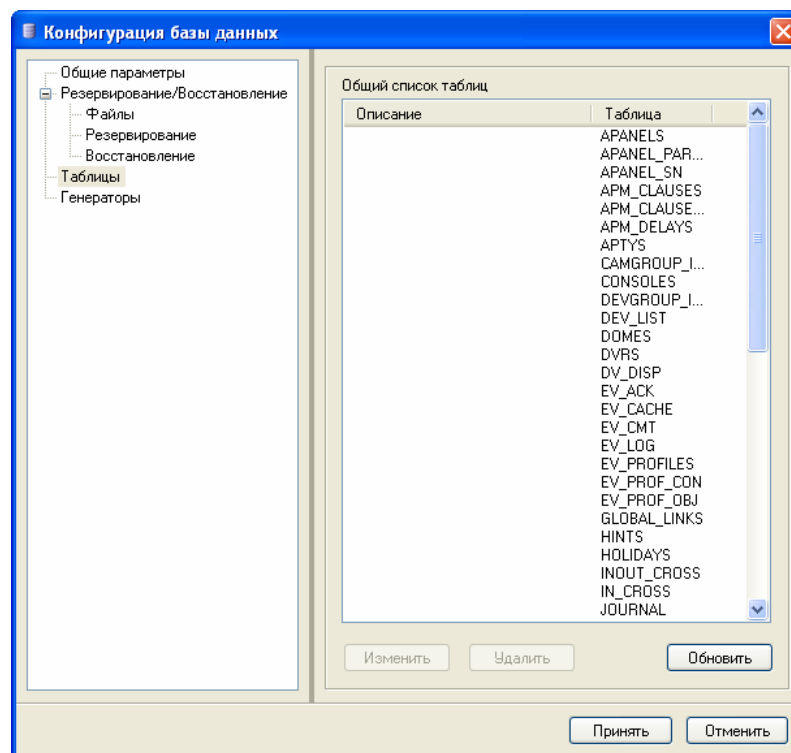 Конфигурация базы данных
Общие параметры
Резервирование/Восстановление
Файлы
Резервирование
Восстановление
Таблицы
Генераторы
Общий список таблиц
Описание Таблица
APANELS
APANEL_PAR...
APANEL_SN
APM_CLAUSES
APM_CLAUSE...
APM_DELAYS
APTYS
CAMGROUP_I...
CONSOLES
DEVGROUP_I...
DEV_LIST
DOMES
DVRS
DV_DISP
EV_ACK
EV_CACHE
EV_CMT
EV_LOG
EV_PROFILES
EV_PROF_CON
EV_PROF_OBJ
GLOBAL_LINKS
HINTS
HOLIDAYS
INOUT_CROSS
IN_CROSS
JOURNAL
Изменить Удалить Обновить
Принять Отменить